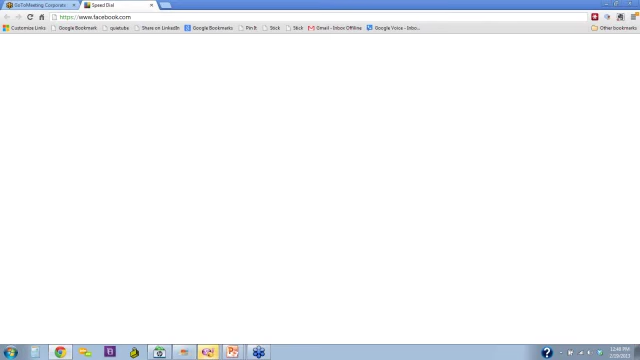 GoToMeeting Corporate
Speed Dial
https://www.facebook.com
Customize Links Google Bookmark quietube Share on LinkedIn Google Bookmarks Pin It Stick Stick Gmail - Inbox Offline Google Voice - Inbo... Other bookmarks
12:48 PM